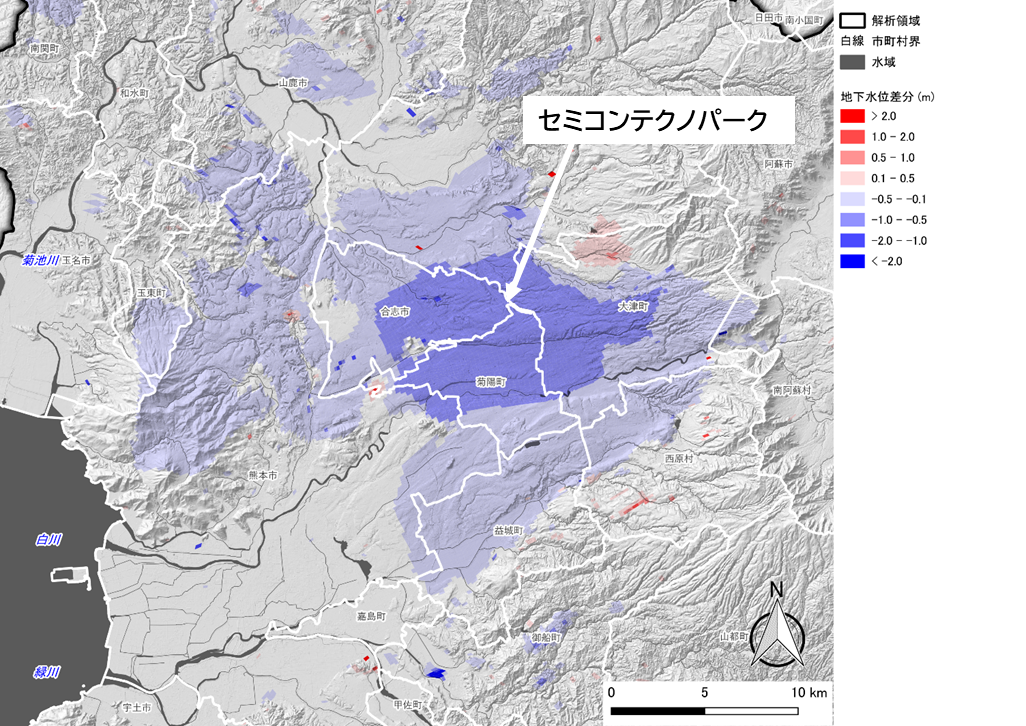 日田市
南小国町
南関町
和水町
山鹿市
セミコンテクノパーク
阿蘇市
菊池川
玉名市
玉東町
合志市
大津町
菊陽町
南阿蘇村
熊本市
西原村
益城町
白川
嘉島町
御船町
山都町
緑川
宇土市
甲佐町
N
0 5 10 km
解析領域
白線 市町村界
水域
地下水位差分(m)
> 2.0
1.0 - 2.0
0.5 - 1.0
0.1 - 0.5
-0.5 - -0.1
-1.0 - -0.5
-2.0 - -1.0
< -2.0